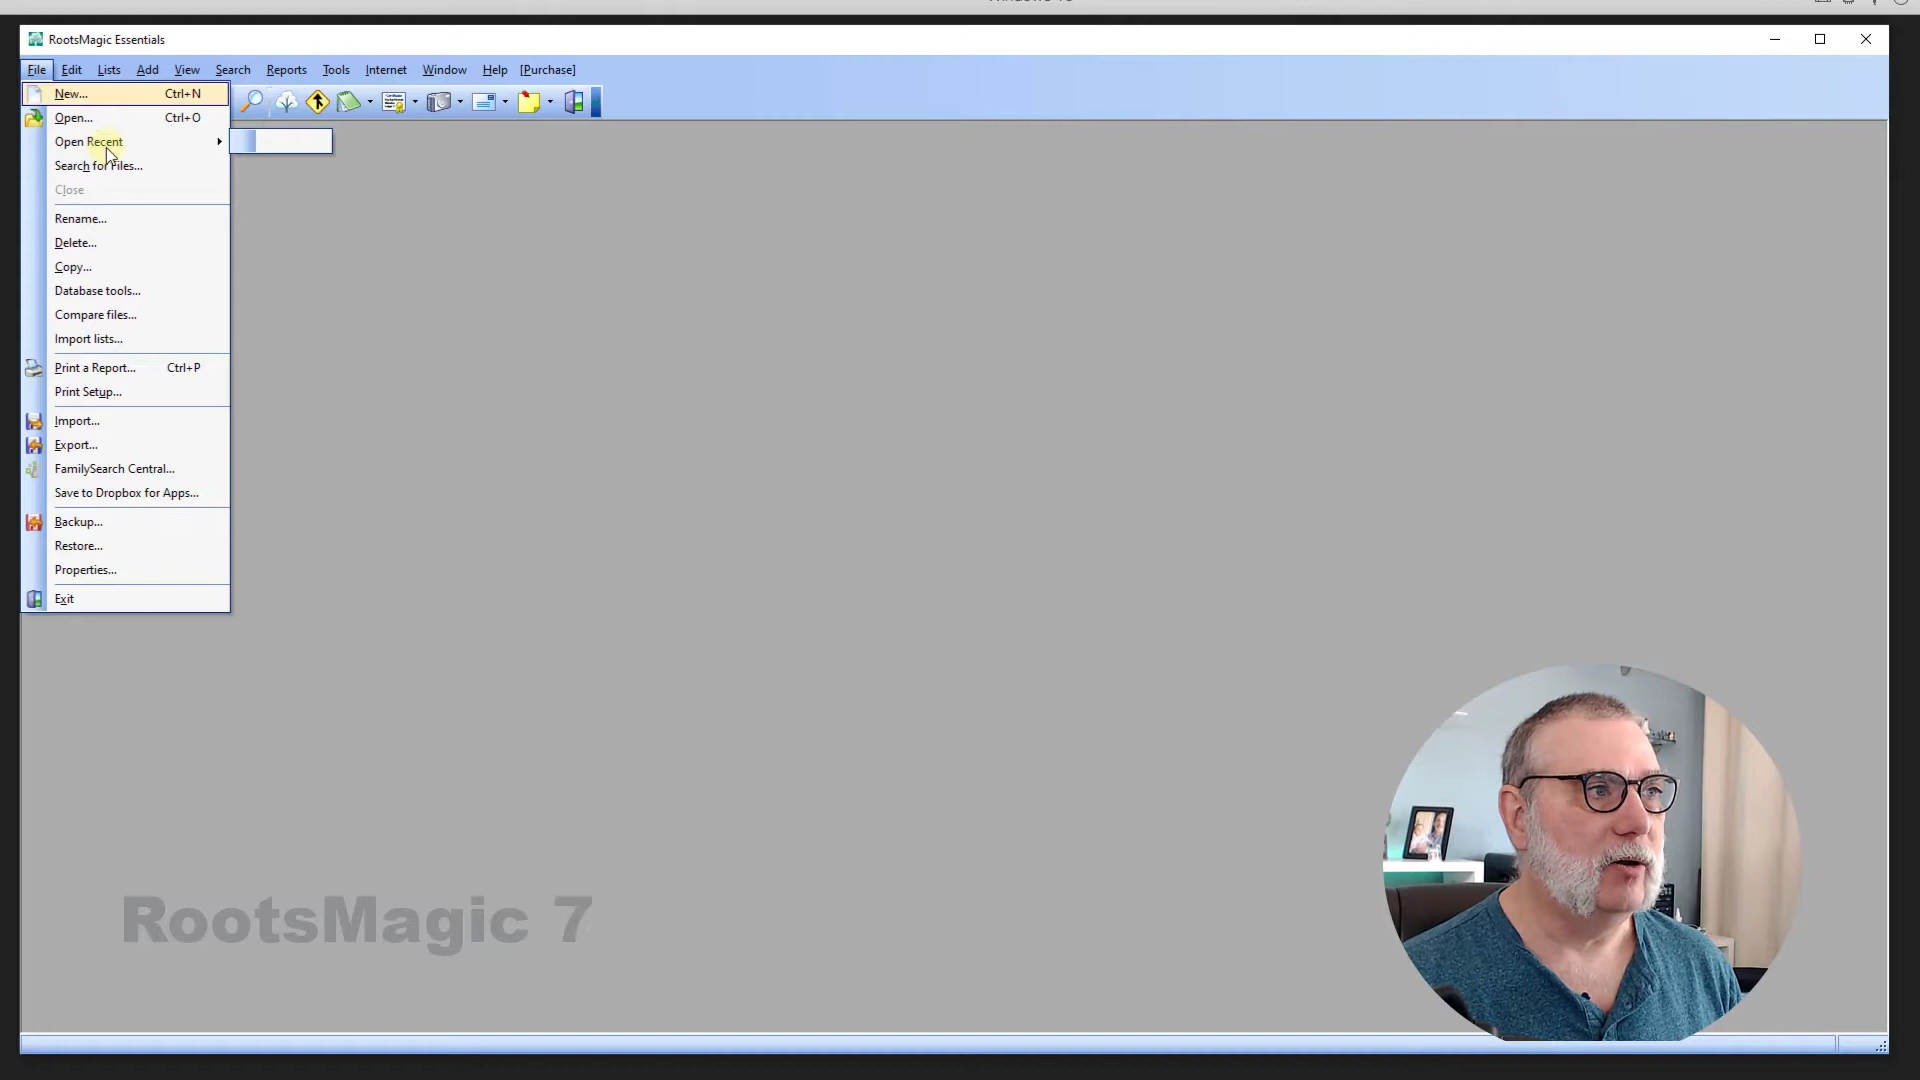 RootsMagic Essentials
File Edit Lists Add View Search Reports Tools Internet Window Help [Purchase]
New... Ctrl+N
Open... Ctrl+O
Open Recent
Search for Files...
Close
Rename...
Delete...
Copy...
Database tools...
Compare files...
Import lists...
Print a Report... Ctrl+P
Print Setup...
Import...
Export...
FamilySearch Central...
Save to Dropbox for Apps...
Backup...
Restore...
Properties...
Exit
RootsMagic 7